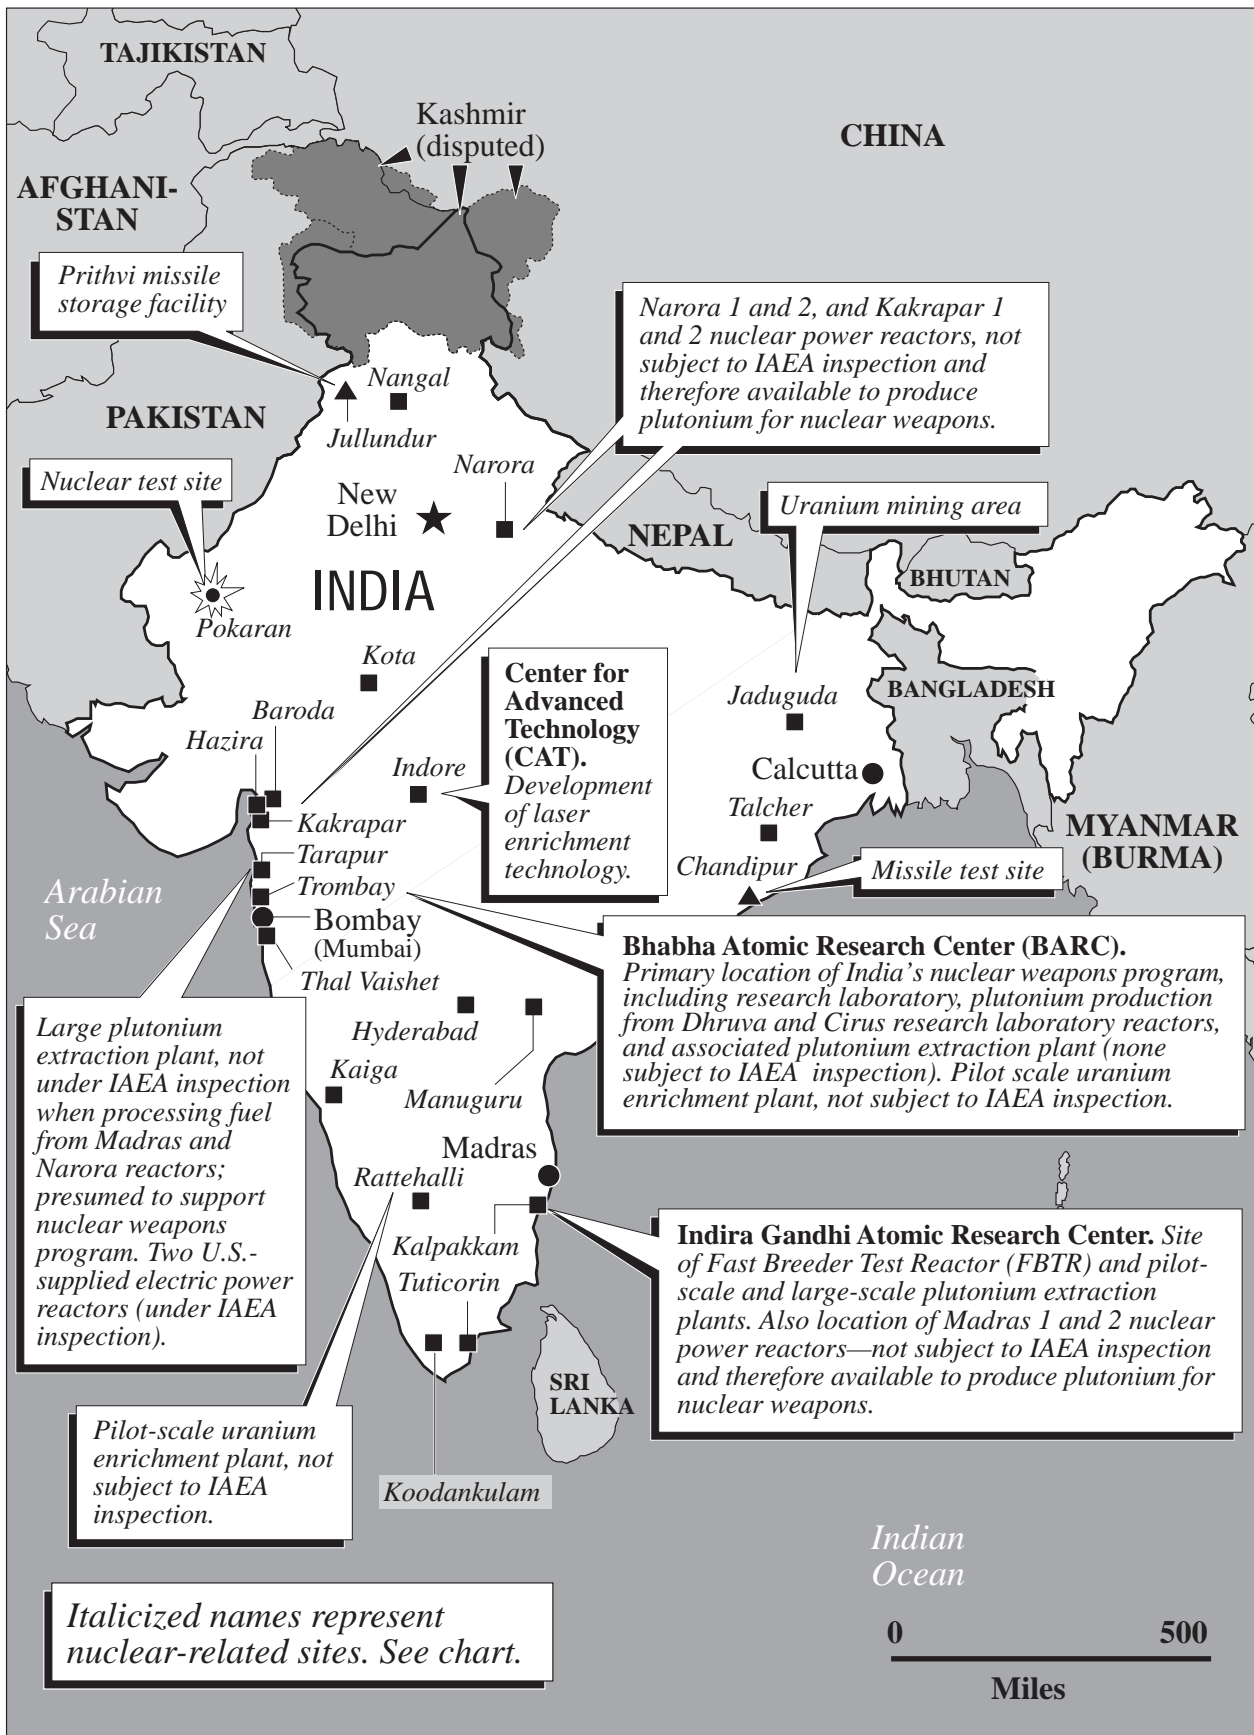 TAJIKISTAN
Kashmir
(disputed)
CHINA
AFGHANI-
STAN
Prithvi missile
storage facility
Narora 1 and 2, and Kakrapar 1
and 2 nuclear power reactors, not
subject to IAEA inspection and
therefore available to produce
plutonium for nuclear weapons.
Nangal
PAKISTAN
Jullundur
Narora
Nuclear test site
New
Delhi
Uranium mining area
NEPAL
BHUTAN
INDIA
Pokaran
Kota
Center for
Advanced
Technology
(CAT).
Development
of laser
enrichment
technology.
BANGLADESH
Jaduguda
Baroda
Hazira
Indore
Calcutta
Talcher
Kakrapar
MYANMAR
(BURMA)
Tarapur
Chandipur
Missile test site
Trombay
Arabian
Sea
Bombay
(Mumbai)
Bhabha Atomic Research Center (BARC).
Primary location of India's nuclear weapons program,
including research laboratory, plutonium production
from Dhruva and Cirus research laboratory reactors,
and associated plutonium extraction plant (none
subject to IAEA inspection). Pilot scale uranium
enrichment plant, not subject to IAEA inspection.
Thal Vaishet
Large plutonium
extraction plant, not
under IAEA inspection
when processing fuel
from Madras and
Narora reactors;
presumed to support
nuclear weapons
program. Two U.S.-
supplied electric power
reactors (under IAEA
inspection).
Hyderabad
Kaiga
Manuguru
Madras
Rattehalli
Kalpakkam
Indira Gandhi Atomic Research Center. Site
of Fast Breeder Test Reactor (FBTR) and pilot-
scale and large-scale plutonium extraction
plants. Also location of Madras 1 and 2 nuclear
power reactors—not subject to IAEA inspection
and therefore available to produce plutonium for
nuclear weapons.
Tuticorin
SRI
LANKA
Pilot-scale uranium
enrichment plant, not
subject to IAEA
inspection.
Koodankulam
Indian
Ocean
Italicized names represent
nuclear-related sites. See chart.
0 500
Miles